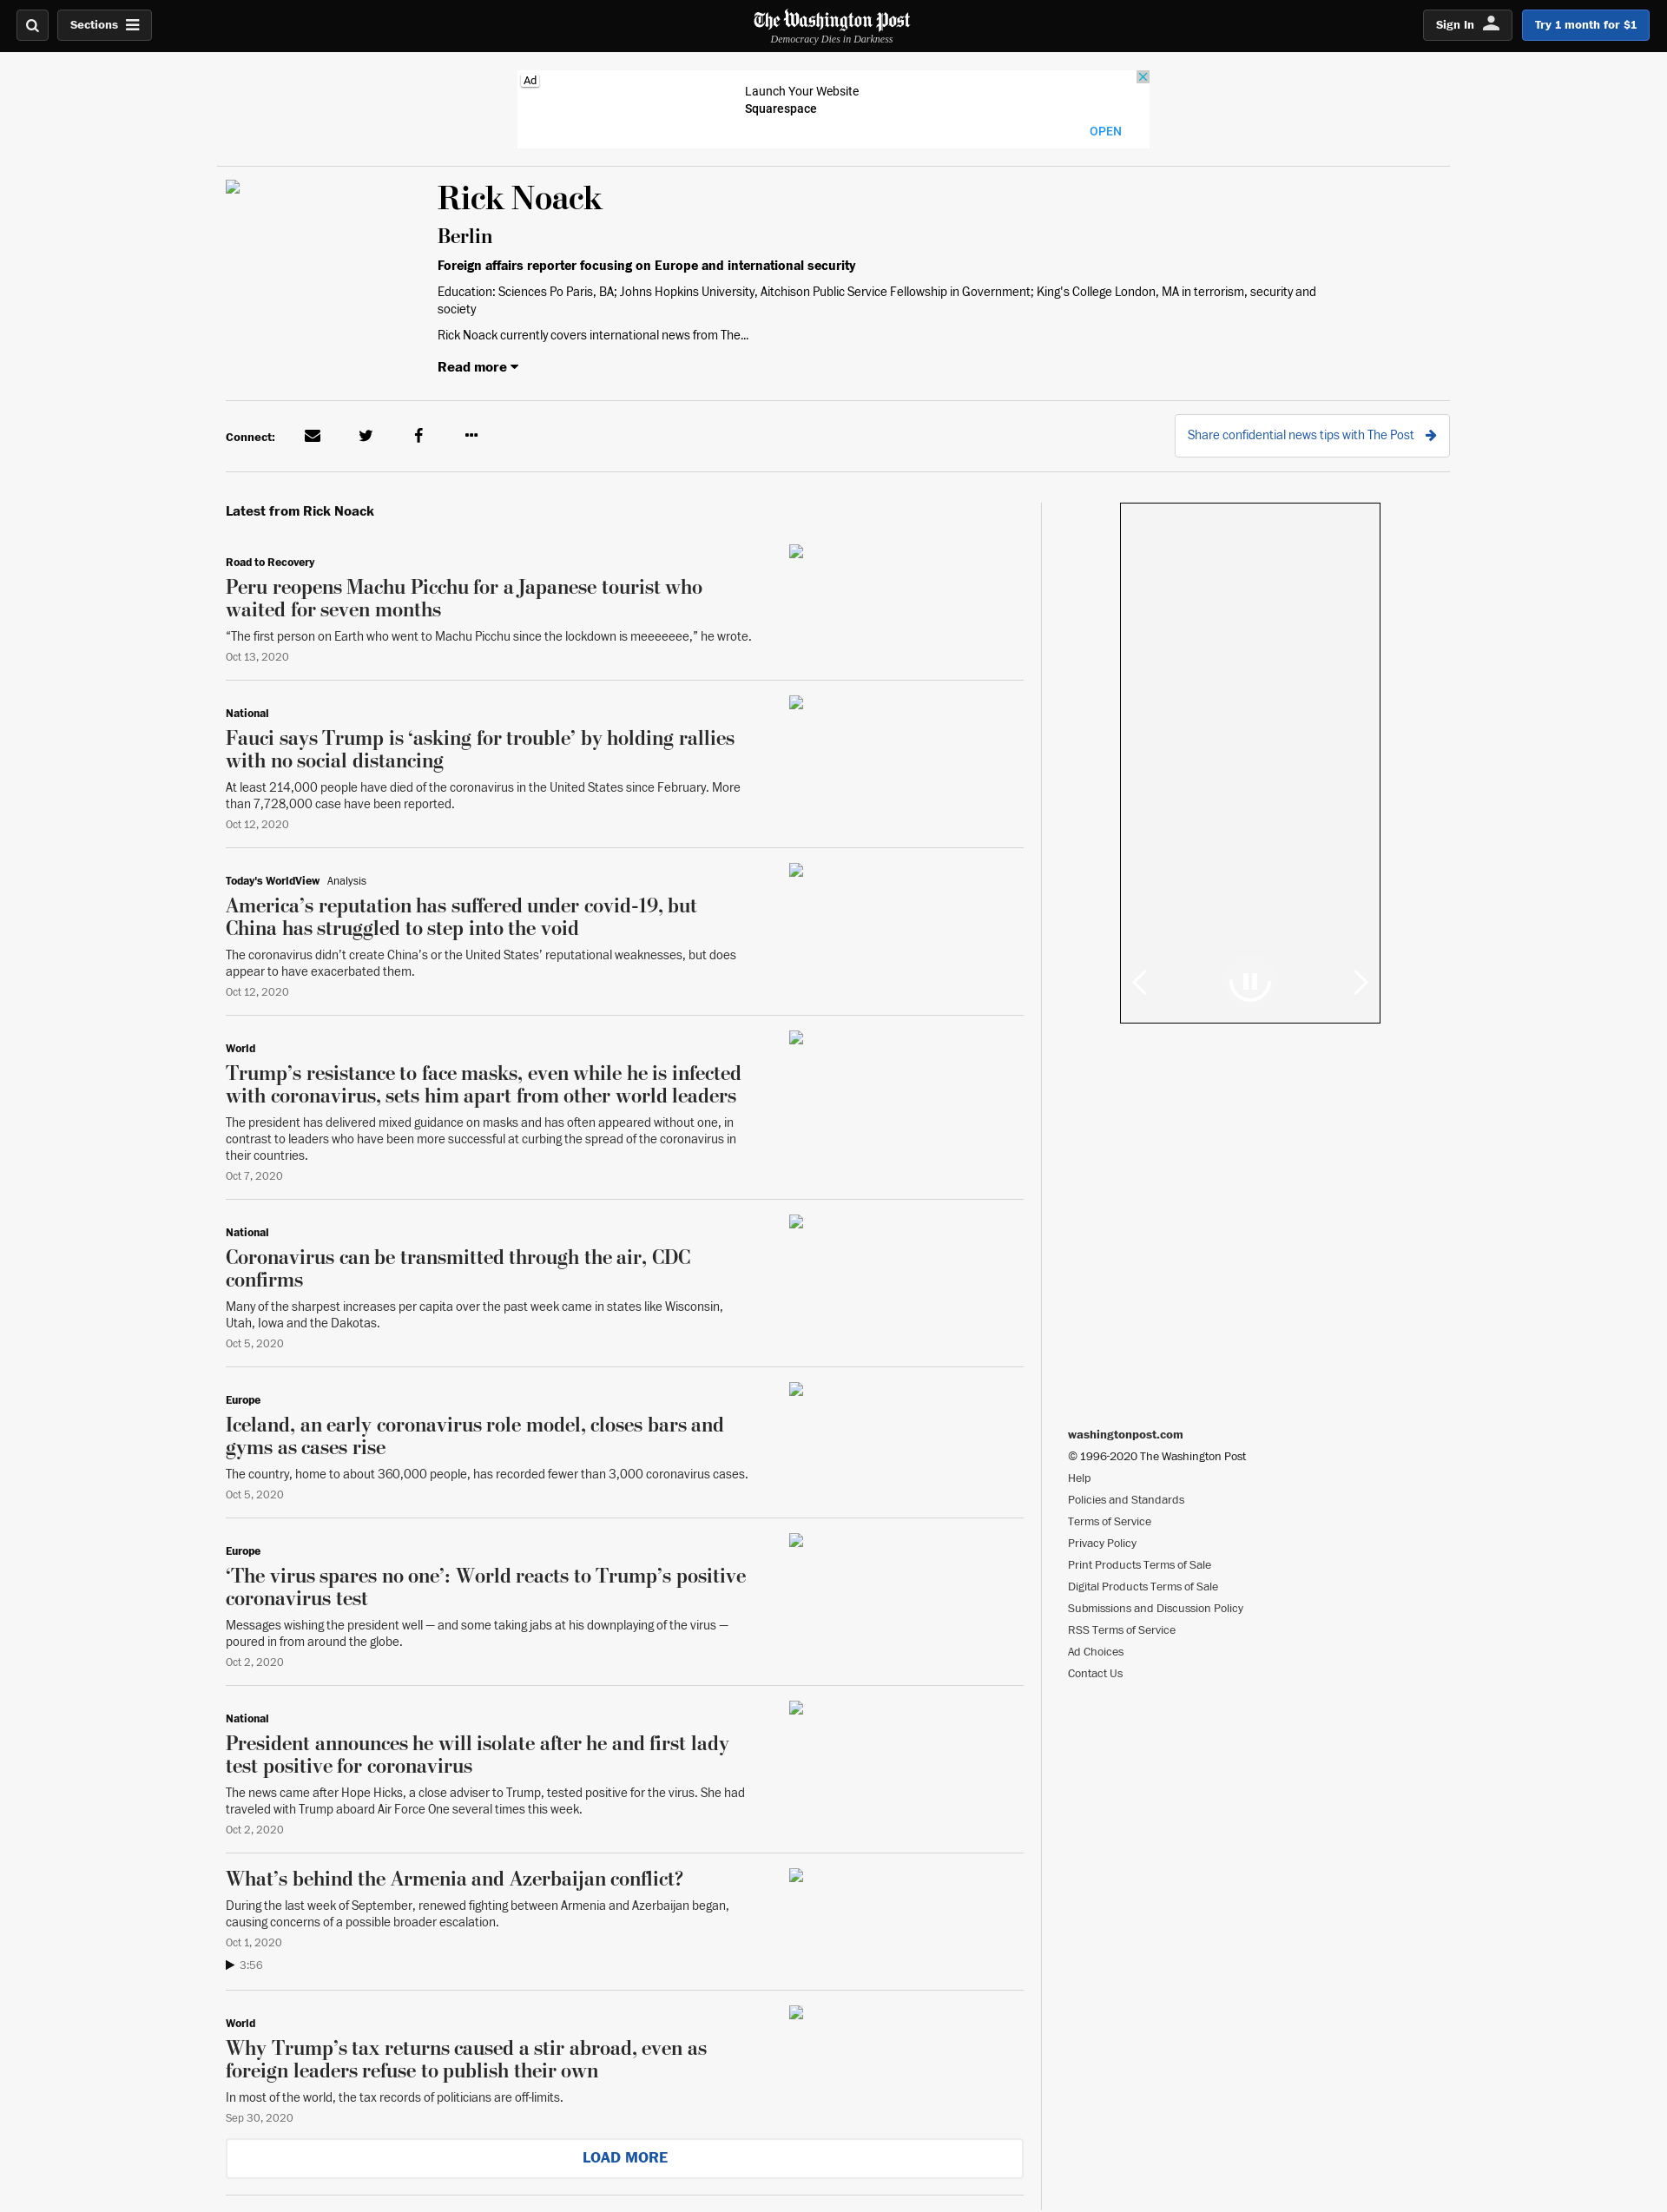 Sections
The Washington Post
Democracy Dies in Darkness
Sign In
Try 1 month for $1
Ad
Launch Your Website
Squarespace
OPEN
Rick Noack
Berlin
Foreign affairs reporter focusing on Europe and international security
Education: Sciences Po Paris, BA; Johns Hopkins University, Aitchison Public Service Fellowship in Government; King's College London, MA in terrorism, security and
society
Rick Noack currently covers international news from The...
Read more
Connect:
Share confidential news tips with The Post
Latest from Rick Noack
Road to Recovery
Peru reopens Machu Picchu for a Japanese tourist who
waited for seven months
“The first person on Earth who went to Machu Picchu since the lockdown is meeeeeee,” he wrote.
Oct 13, 2020
National
Fauci says Trump is ‘asking for trouble’ by holding rallies
with no social distancing
At least 214,000 people have died of the coronavirus in the United States since February. More
than 7,728,000 case have been reported.
Oct 12, 2020
Today's WorldView Analysis
America’s reputation has suffered under covid-19, but
China has struggled to step into the void
The coronavirus didn’t create China’s or the United States’ reputational weaknesses, but does
appear to have exacerbated them.
Oct 12, 2020
World
Trump’s resistance to face masks, even while he is infected
with coronavirus, sets him apart from other world leaders
The president has delivered mixed guidance on masks and has often appeared without one, in
contrast to leaders who have been more successful at curbing the spread of the coronavirus in
their countries.
Oct 7, 2020
National
Coronavirus can be transmitted through the air, CDC
confirms
Many of the sharpest increases per capita over the past week came in states like Wisconsin,
Utah, Iowa and the Dakotas.
Oct 5, 2020
Europe
Iceland, an early coronavirus role model, closes bars and
gyms as cases rise
The country, home to about 360,000 people, has recorded fewer than 3,000 coronavirus cases.
Oct 5, 2020
Europe
‘The virus spares no one’: World reacts to Trump’s positive
coronavirus test
Messages wishing the president well — and some taking jabs at his downplaying of the virus —
poured in from around the globe.
Oct 2, 2020
National
President announces he will isolate after he and first lady
test positive for coronavirus
The news came after Hope Hicks, a close adviser to Trump, tested positive for the virus. She had
traveled with Trump aboard Air Force One several times this week.
Oct 2, 2020
What’s behind the Armenia and Azerbaijan conflict?
During the last week of September, renewed fighting between Armenia and Azerbaijan began,
causing concerns of a possible broader escalation.
Oct 1, 2020
3:56
World
Why Trump’s tax returns caused a stir abroad, even as
foreign leaders refuse to publish their own
In most of the world, the tax records of politicians are off-limits.
Sep 30, 2020
LOAD MORE
washingtonpost.com
© 1996-2020 The Washington Post
Help
Policies and Standards
Terms of Service
Privacy Policy
Print Products Terms of Sale
Digital Products Terms of Sale
Submissions and Discussion Policy
RSS Terms of Service
Ad Choices
Contact Us